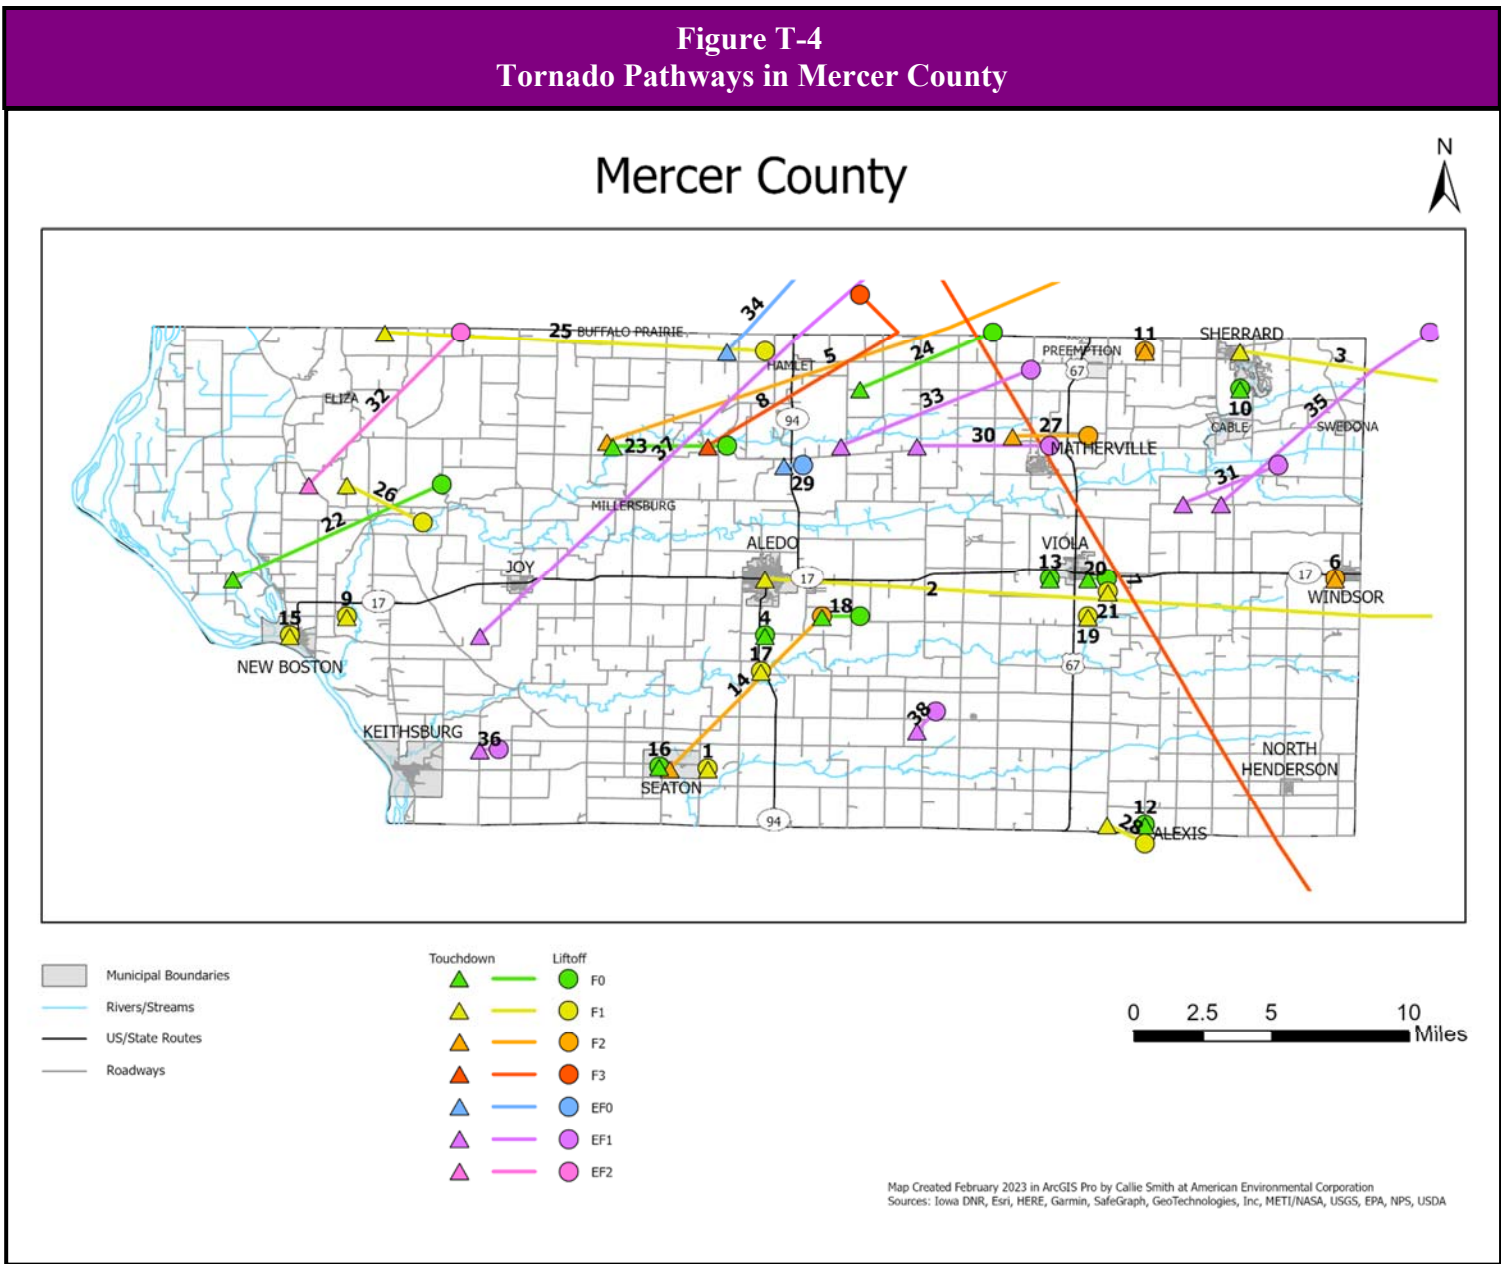 Figure T-4
Tornado Pathways in Mercer County
Mercer County
N
34
25
BUFFALO PRAIRIE
HAMLET
5
24
PREEMPTION
11
SHERRARD
3
67
ELIZA
32
8
94
33
10
CABLE
35
SWEDONA
23
37
30
27
MATHERVILLE
26
29
31
22
MILLERSBURG
ALEDO
VIOLA
JOY
13
20
7
6
17
17
WINDSOR
9
17
2
15
4
18
21
19
NEW BOSTON
17
14
67
KEITHSBURG
36
38
16
1
SEATON
NORTH
HENDERSON
94
12
28
ALEXIS
Municipal Boundaries
Rivers/Streams
US/State Routes
Roadways
Touchdown Liftoff
F0
F1
F2
F3
EF0
EF1
EF2
0 2.5 5 10
Miles
Map Created February 2023 in ArcGIS Pro by Callie Smith at American Environmental Corporation
Sources: Iowa DNR, Esri, HERE, Garmin, SafeGraph, GeoTechnologies, Inc, METI/NASA, USGS, EPA, NPS, USDA